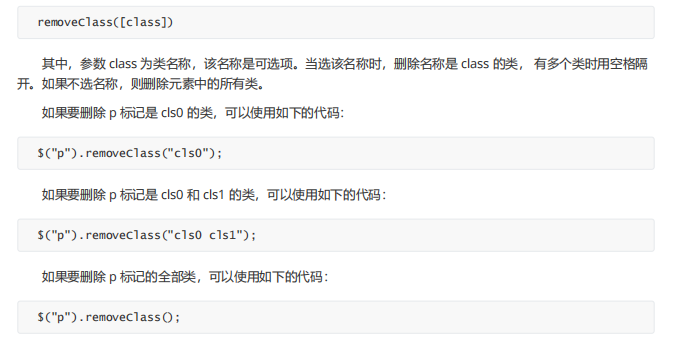 removeClass([class])
其中，参数 class 为类名称，该名称是可选项。当选该名称时，删除名称是 class 的类， 有多个类时用空格隔
开。如果不选名称，则删除元素中的所有类。
如果要删除 p 标记是 cls0 的类，可以使用如下的代码：
$("p").removeClass("cls0");
如果要删除 p 标记是 cls0 和 cls1 的类，可以使用如下的代码：
$("p").removeClass("cls0 cls1");
如果要删除 p 标记的全部类，可以使用如下的代码：
$("p").removeClass();